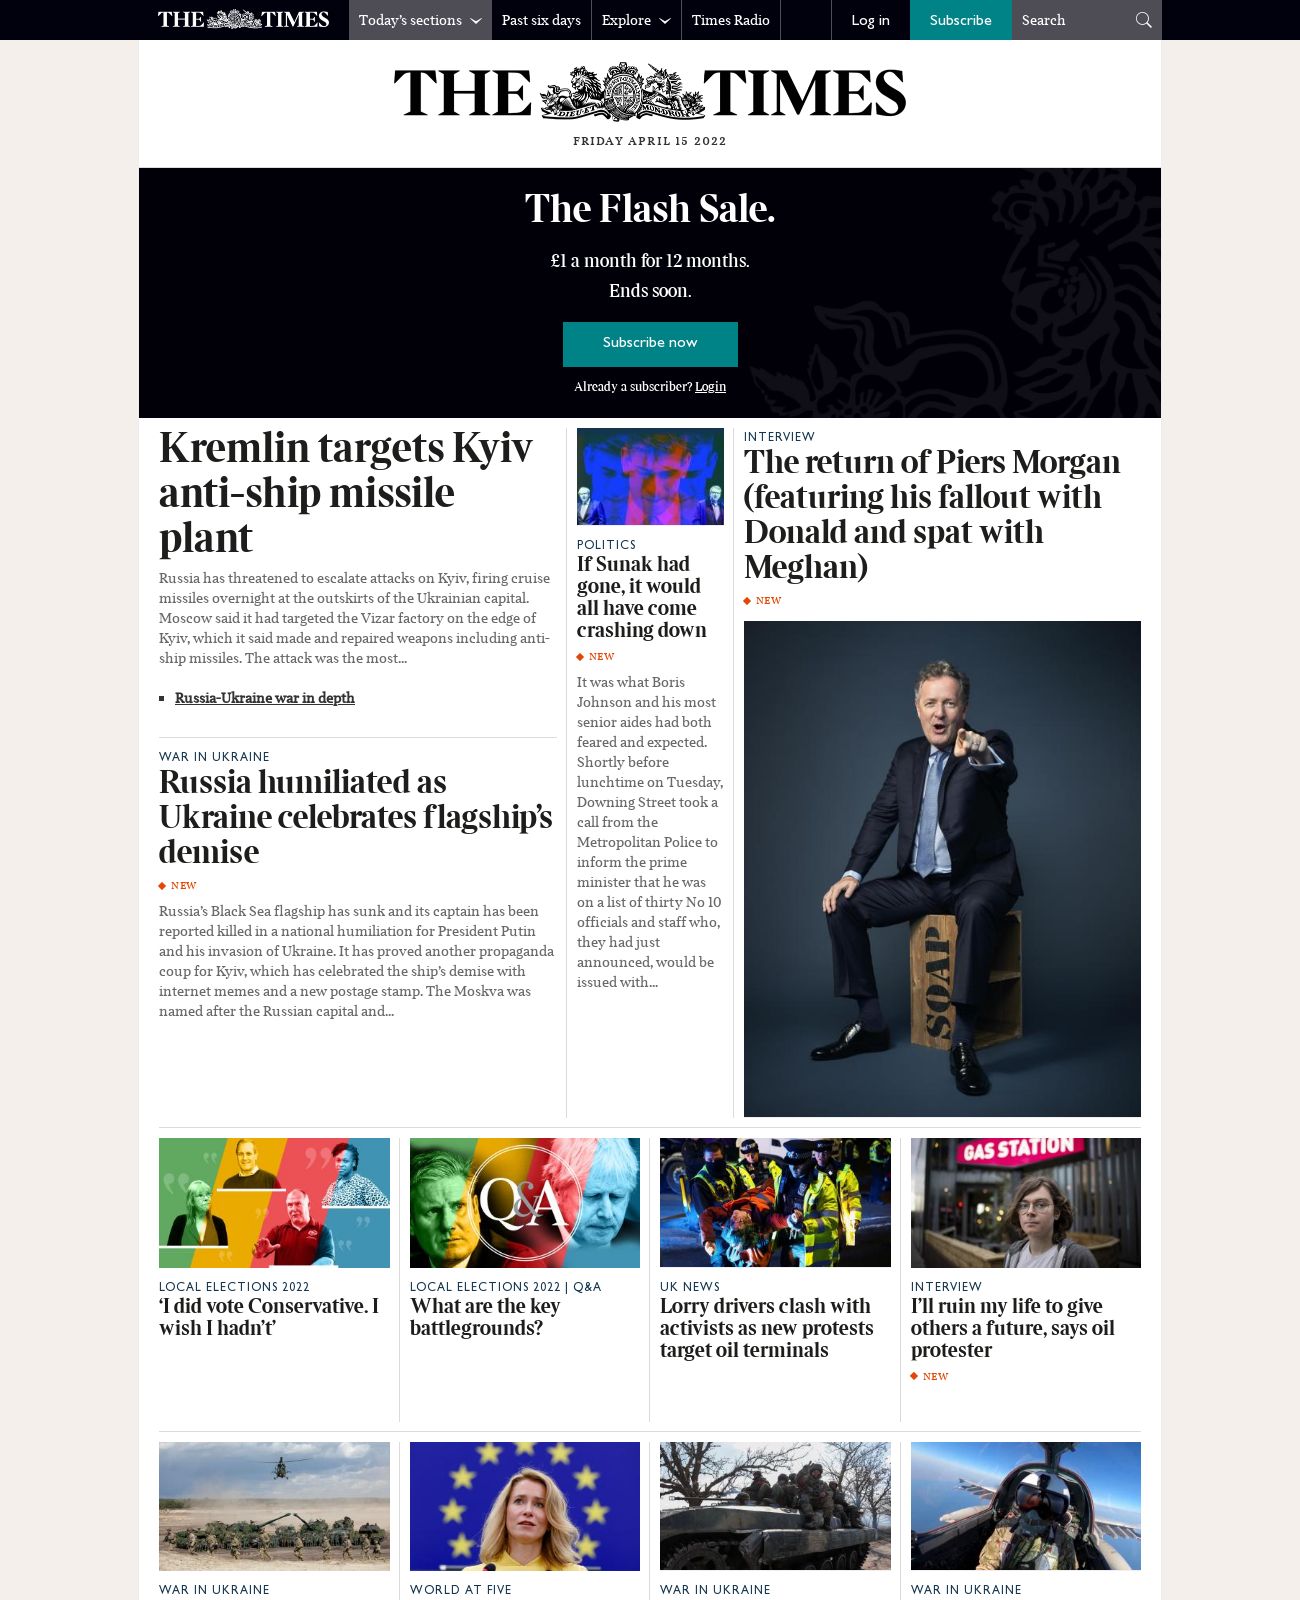 THE TIMES
Today's sections
Past six days
Explore
Times Radio
Log in
Subscribe
Search
THE TIMES
DIEU ET MON DROIT
FRIDAY APRIL 15 2022
The Flash Sale.
£1 a month for 12 months.
Ends soon.
Subscribe now
Already a subscriber? Login
Kremlin targets Kyiv
anti-ship missile
plant
Russia has threatened to escalate attacks on Kyiv, firing cruise
missiles overnight at the outskirts of the Ukrainian capital.
Moscow said it had targeted the Vizar factory on the edge of
Kyiv, which it said made and repaired weapons including anti-
ship missiles. The attack was the most...
Russia-Ukraine war in depth
WAR IN UKRAINE
Russia humiliated as
Ukraine celebrates flagship's
demise
NEW
Russia's Black Sea flagship has sunk and its captain has been
reported killed in a national humiliation for President Putin
and his invasion of Ukraine. It has proved another propaganda
coup for Kyiv, which has celebrated the ship's demise with
internet memes and a new postage stamp. The Moskva was
named after the Russian capital and...
POLITICS
If Sunak had
gone, it would
all have come
crashing down
NEW
It was what Boris
Johnson and his most
senior aides had both
feared and expected.
Shortly before
lunchtime on Tuesday,
Downing Street took a
call from the
Metropolitan Police to
inform the prime
minister that he was
on a list of thirty No 10
officials and staff who,
they had just
announced, would be
issued with...
INTERVIEW
The return of Piers Morgan
(featuring his fallout with
Donald and spat with
Meghan)
NEW
SOAP
LOCAL ELECTIONS 2022
‘I did vote Conservative. I
wish I hadn't’
Q&A
LOCAL ELECTIONS 2022 | Q&A
What are the key
battlegrounds?
UK NEWS
Lorry drivers clash with
activists as new protests
target oil terminals
GAS STATION
INTERVIEW
I'll ruin my life to give
others a future, says oil
protester
NEW
WAR IN UKRAINE
WORLD AT FIVE
WAR IN UKRAINE
WAR IN UKRAINE